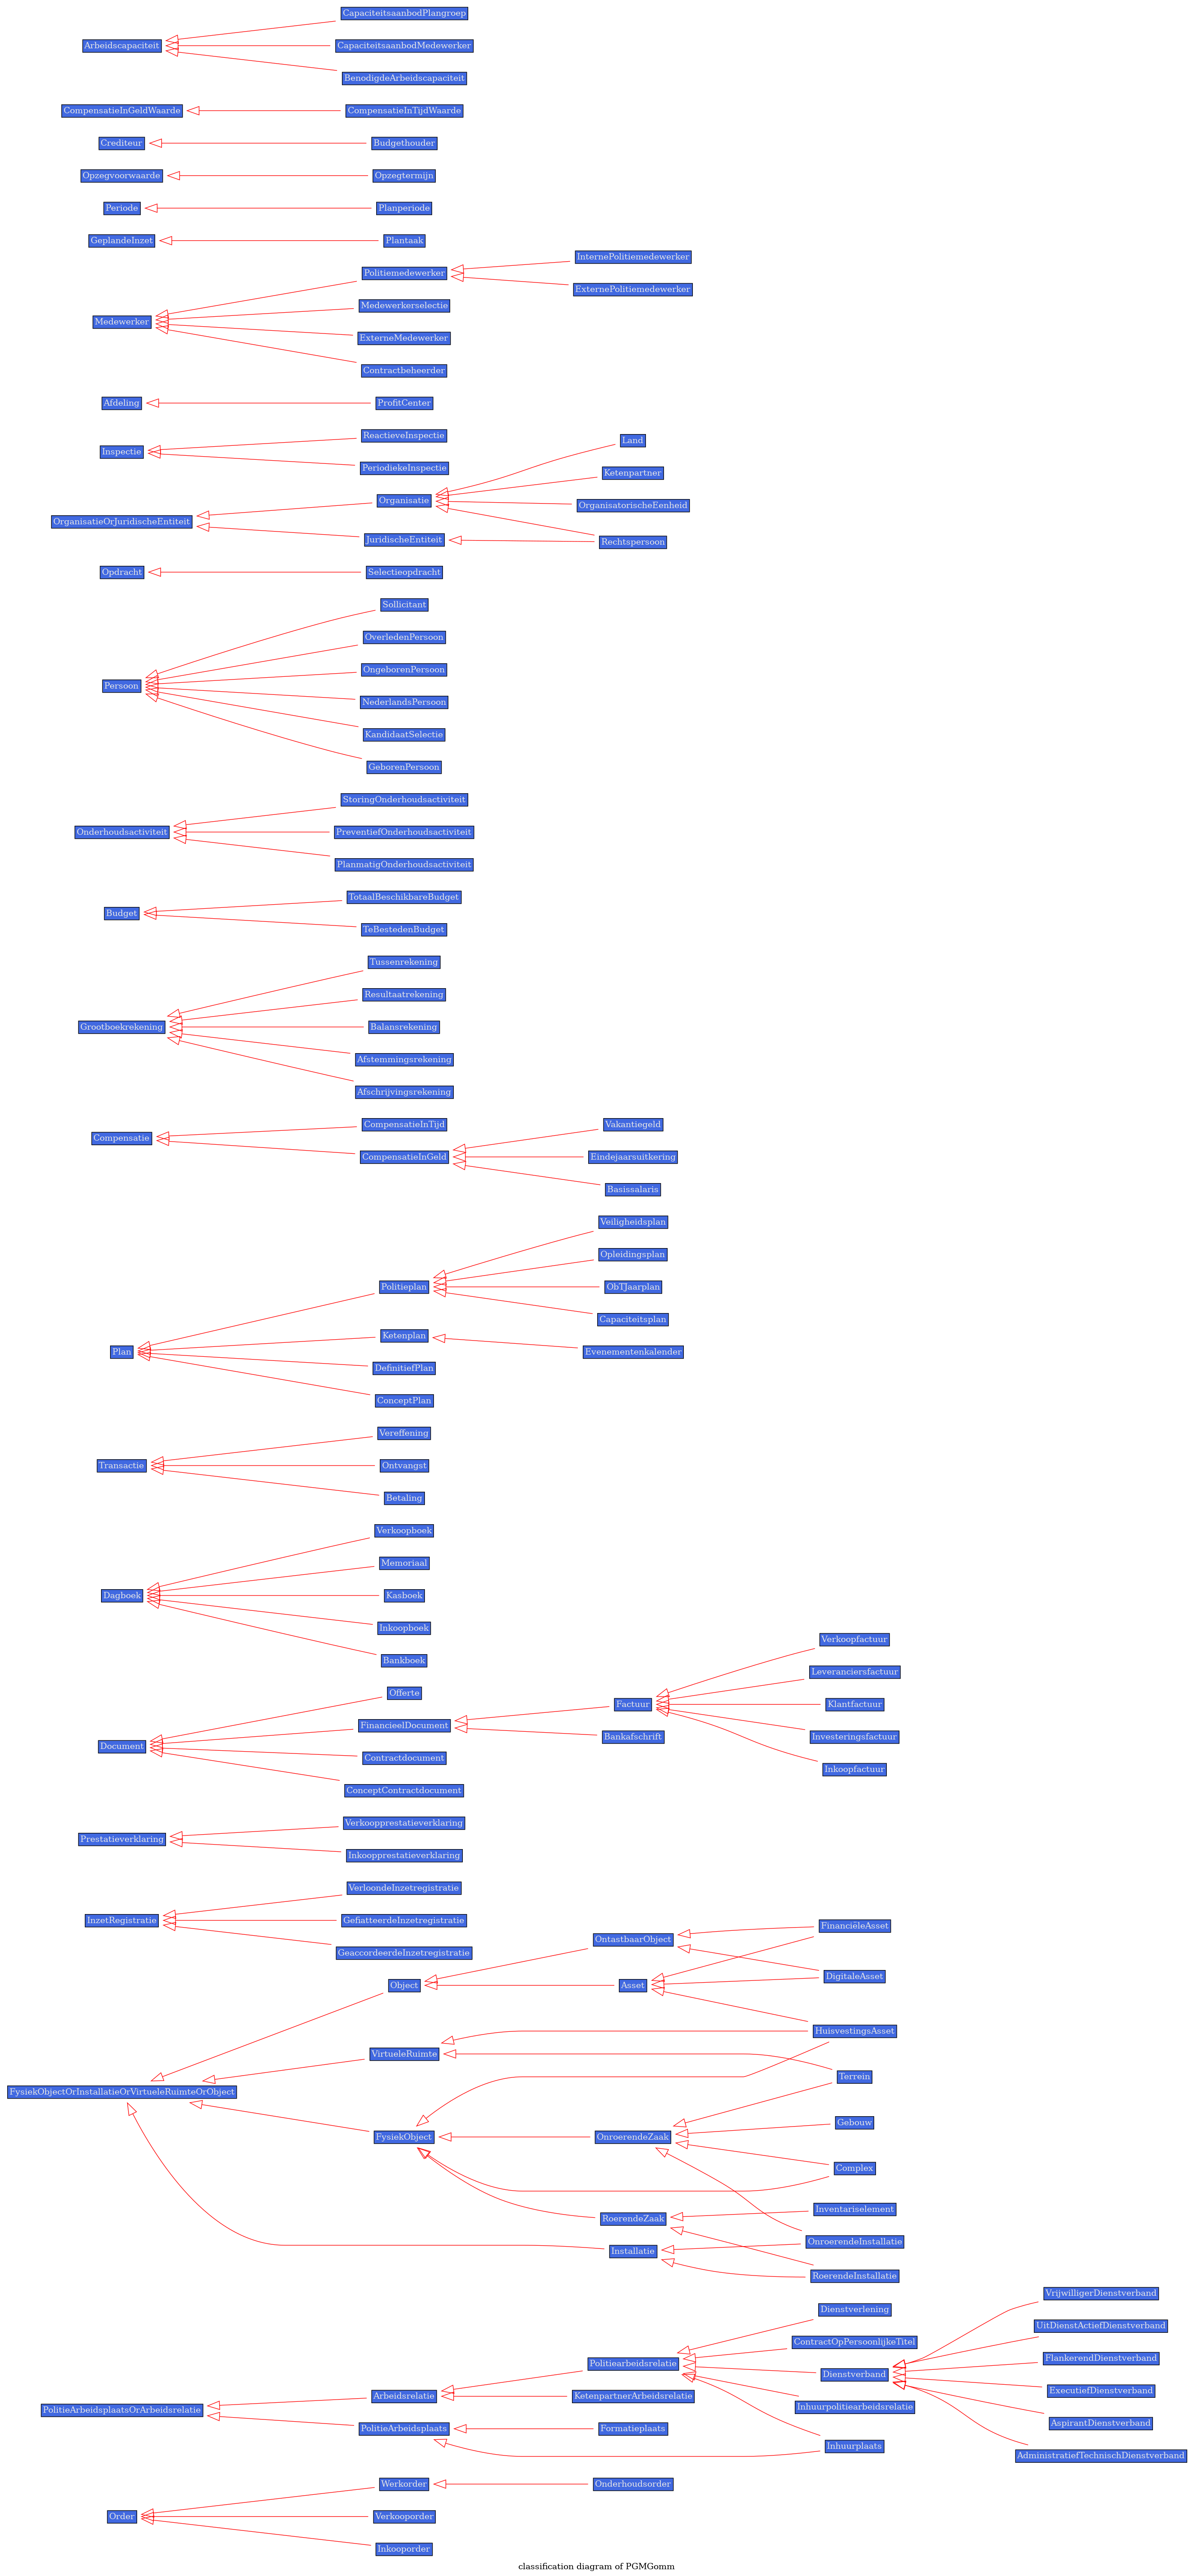 CapaciteitsaanbodPlangroep
Arbeidscapaciteit
CapaciteitsaanbodMedewerker
BenodigdeArbeidscapaciteit
CompensatieInGeldWaarde
CompensatieInTijdWaarde
Crediteur
Budgethouder
Opzegvoorwaarde
Opzegtermijn
Periode
Planperiode
GeplandeInzet
Plantaak
InternePolitiemedewerker
Politiemedewerker
ExternePolitiemedewerker
Medewerkerselectie
Medewerker
ExterneMedewerker
Contractbeheerder
Afdeling
ProfitCenter
ReactieveInspectie
Inspectie
PeriodiekeInspectie
Land
Ketenpartner
Organisatie
OrganisatorischeEenheid
OrganisatieOrJuridischeEntiteit
JuridischeEntiteit
Rechtspersoon
Opdracht
Selectieopdracht
Sollicitant
OverledenPersoon
OngeborenPersoon
Persoon
NederlandsPersoon
KandidaatSelectie
GeborenPersoon
StoringOnderhoudsactiviteit
Onderhoudsactiviteit
PreventiefOnderhoudsactiviteit
PlanmatigOnderhoudsactiviteit
TotaalBeschikbareBudget
Budget
TeBestedenBudget
Tussenrekening
Resultaatrekening
Grootboekrekening
Balansrekening
Afstemmingsrekening
Afschrijvingsrekening
CompensatieInTijd
Vakantiegeld
Compensatie
CompensatieInGeld
Eindejaarsuitkering
Basissalaris
Veiligheidsplan
Opleidingsplan
Politieplan
ObTJaarplan
Capaciteitsplan
Ketenplan
Plan
Evenementenkalender
DefinitiefPlan
ConceptPlan
Vereffening
Transactie
Ontvangst
Betaling
Verkoopboek
Memoriaal
Dagboek
Kasboek
Inkoopboek
Bankboek
Verkoopfactuur
Leveranciersfactuur
Offerte
Factuur
Klantfactuur
FinancieelDocument
Bankafschrift
Investeringsfactuur
Document
Contractdocument
Inkoopfactuur
ConceptContractdocument
Verkoopprestatieverklaring
Prestatieverklaring
Inkoopprestatieverklaring
VerloondeInzetregistratie
InzetRegistratie
GefiatteerdeInzetregistratie
GeaccordeerdeInzetregistratie
FinanciëleAsset
OntastbaarObject
DigitaleAsset
Object
Asset
HuisvestingsAsset
VirtueleRuimte
Terrein
FysiekObjectOrInstallatieOrVirtueleRuimteOrObject
Gebouw
FysiekObject
OnroerendeZaak
Complex
Inventariselement
RoerendeZaak
OnroerendeInstallatie
Installatie
RoerendeInstallatie
VrijwilligerDienstverband
Dienstverlening
UitDienstActiefDienstverband
ContractOpPersoonlijkeTitel
FlankerendDienstverband
Politiearbeidsrelatie
Dienstverband
ExecutiefDienstverband
Arbeidsrelatie
KetenpartnerArbeidsrelatie
Inhuurpolitiearbeidsrelatie
PolitieArbeidsplaatsOrArbeidsrelatie
AspirantDienstverband
PolitieArbeidsplaats
Formatieplaats
Inhuurplaats
AdministratiefTechnischDienstverband
Werkorder
Onderhoudsorder
Order
Verkooporder
Inkooporder
classification diagram of PGMGomm